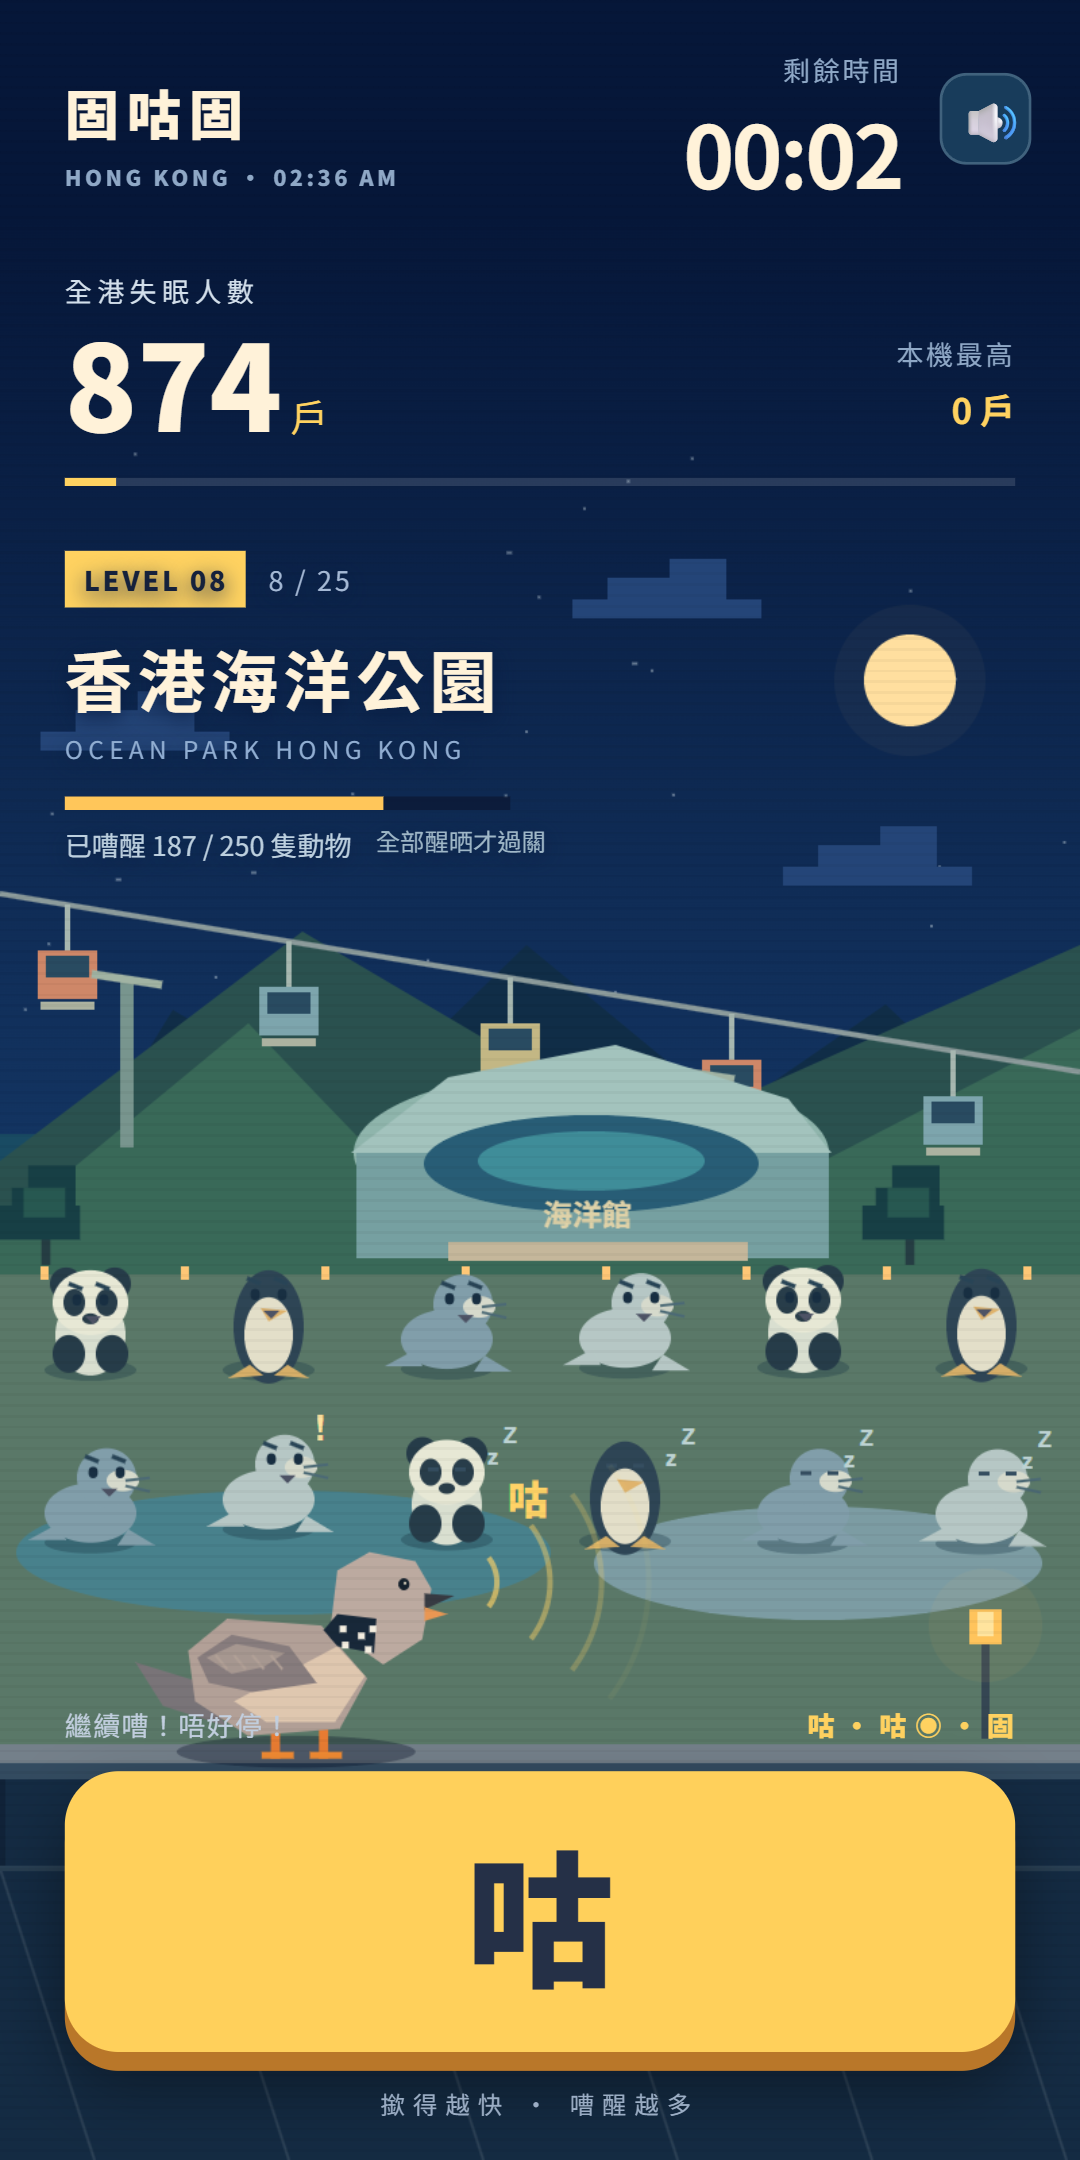 固咕固
HONG KONG • 02:36 AM
剩餘時間
00:02
全港失眠人數
874戶
本機最高
0 戶
LEVEL 08
8 / 25
香港海洋公園
OCEAN PARK HONG KONG
已嘈醒 187 / 250 隻動物
全部醒晒才過關
海洋館
!
z Z
z Z
z Z
z Z
咕
繼續嘈！唔好停！
咕・咕◉・固
咕
撳得越快 ・ 嘈醒越多